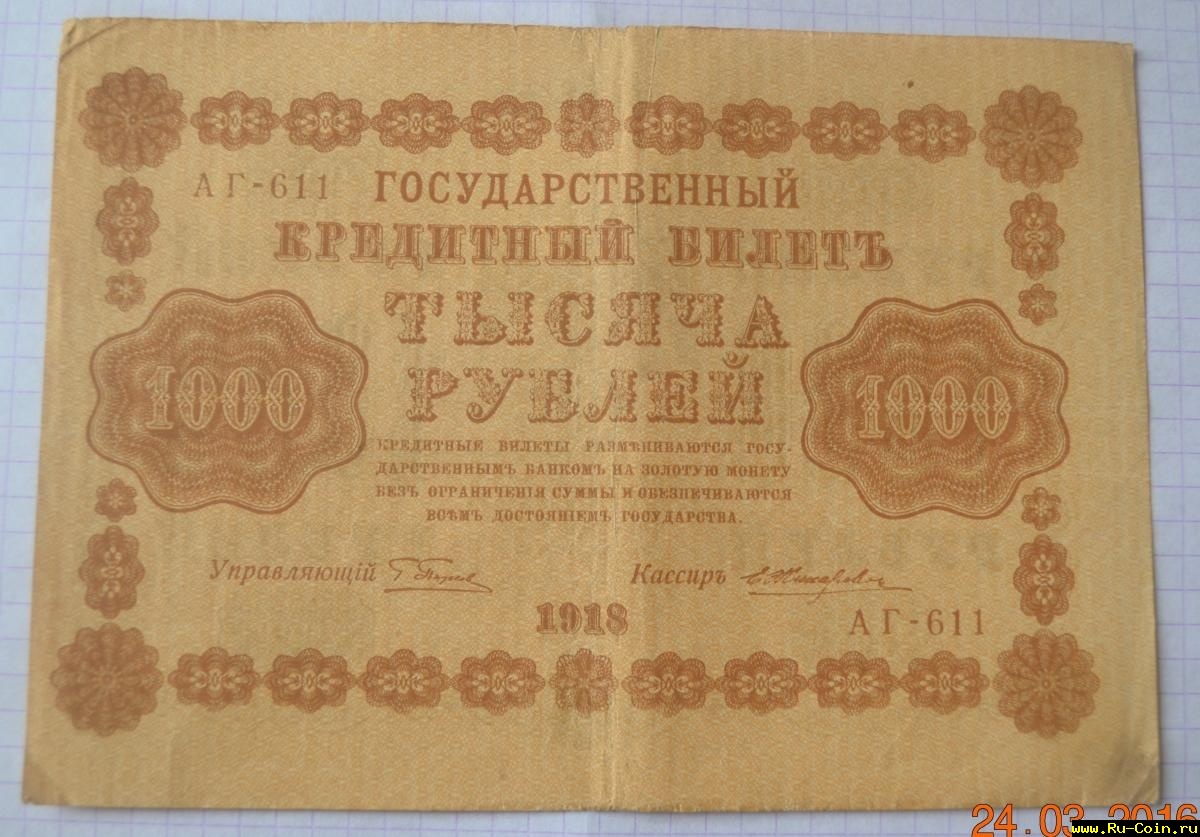 АГ-611 ГОСУДАРСТВЕННЫЙ
КРЕДИТНЫЙ БИЛЕТЪ
ТЫСЯЧА
РУБЛЕЙ
1000
1000
КРЕДИТНЫЕ БИЛЕТЫ РАЗМѢНИВАЮТСЯ ГОСУ-
ДАРСТВЕННЫМЪ БАНКОМЪ НА ЗОЛОТУЮ МОНЕТУ
БЕЗЪ ОГРАНИЧЕНІЯ СУММЫ И ОБЕЗПЕЧИВАЮТСЯ
ВСѢМЪ ДОСТОЯНІЕМЪ ГОСУДАРСТВА.
Управляющій Кассиръ
1918 АГ-611
24.03.2016
www.Ru-Coin.ru